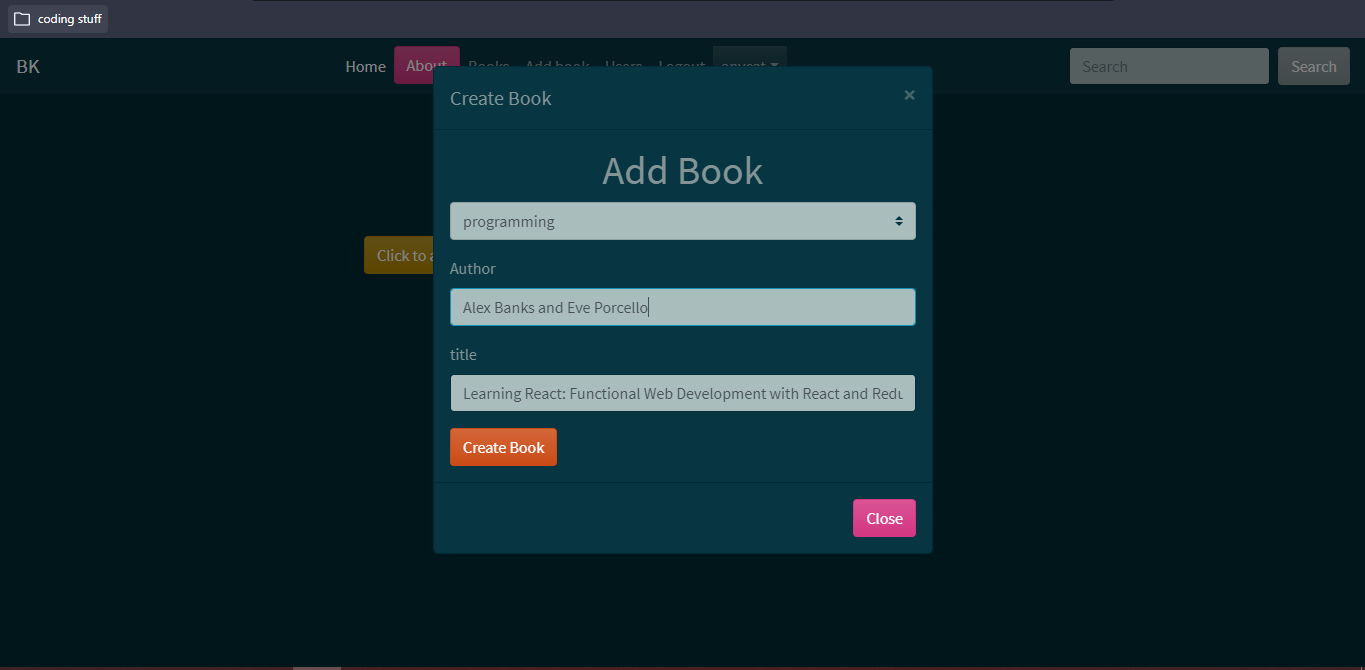 coding stuff
BK Home About Books Add book Users Logout Search Search
Create Book ×
Add Book
programming
Click to a
Author
Alex Banks and Eve Porcello
title
Learning React: Functional Web Development with React and Redu
Create Book
Close